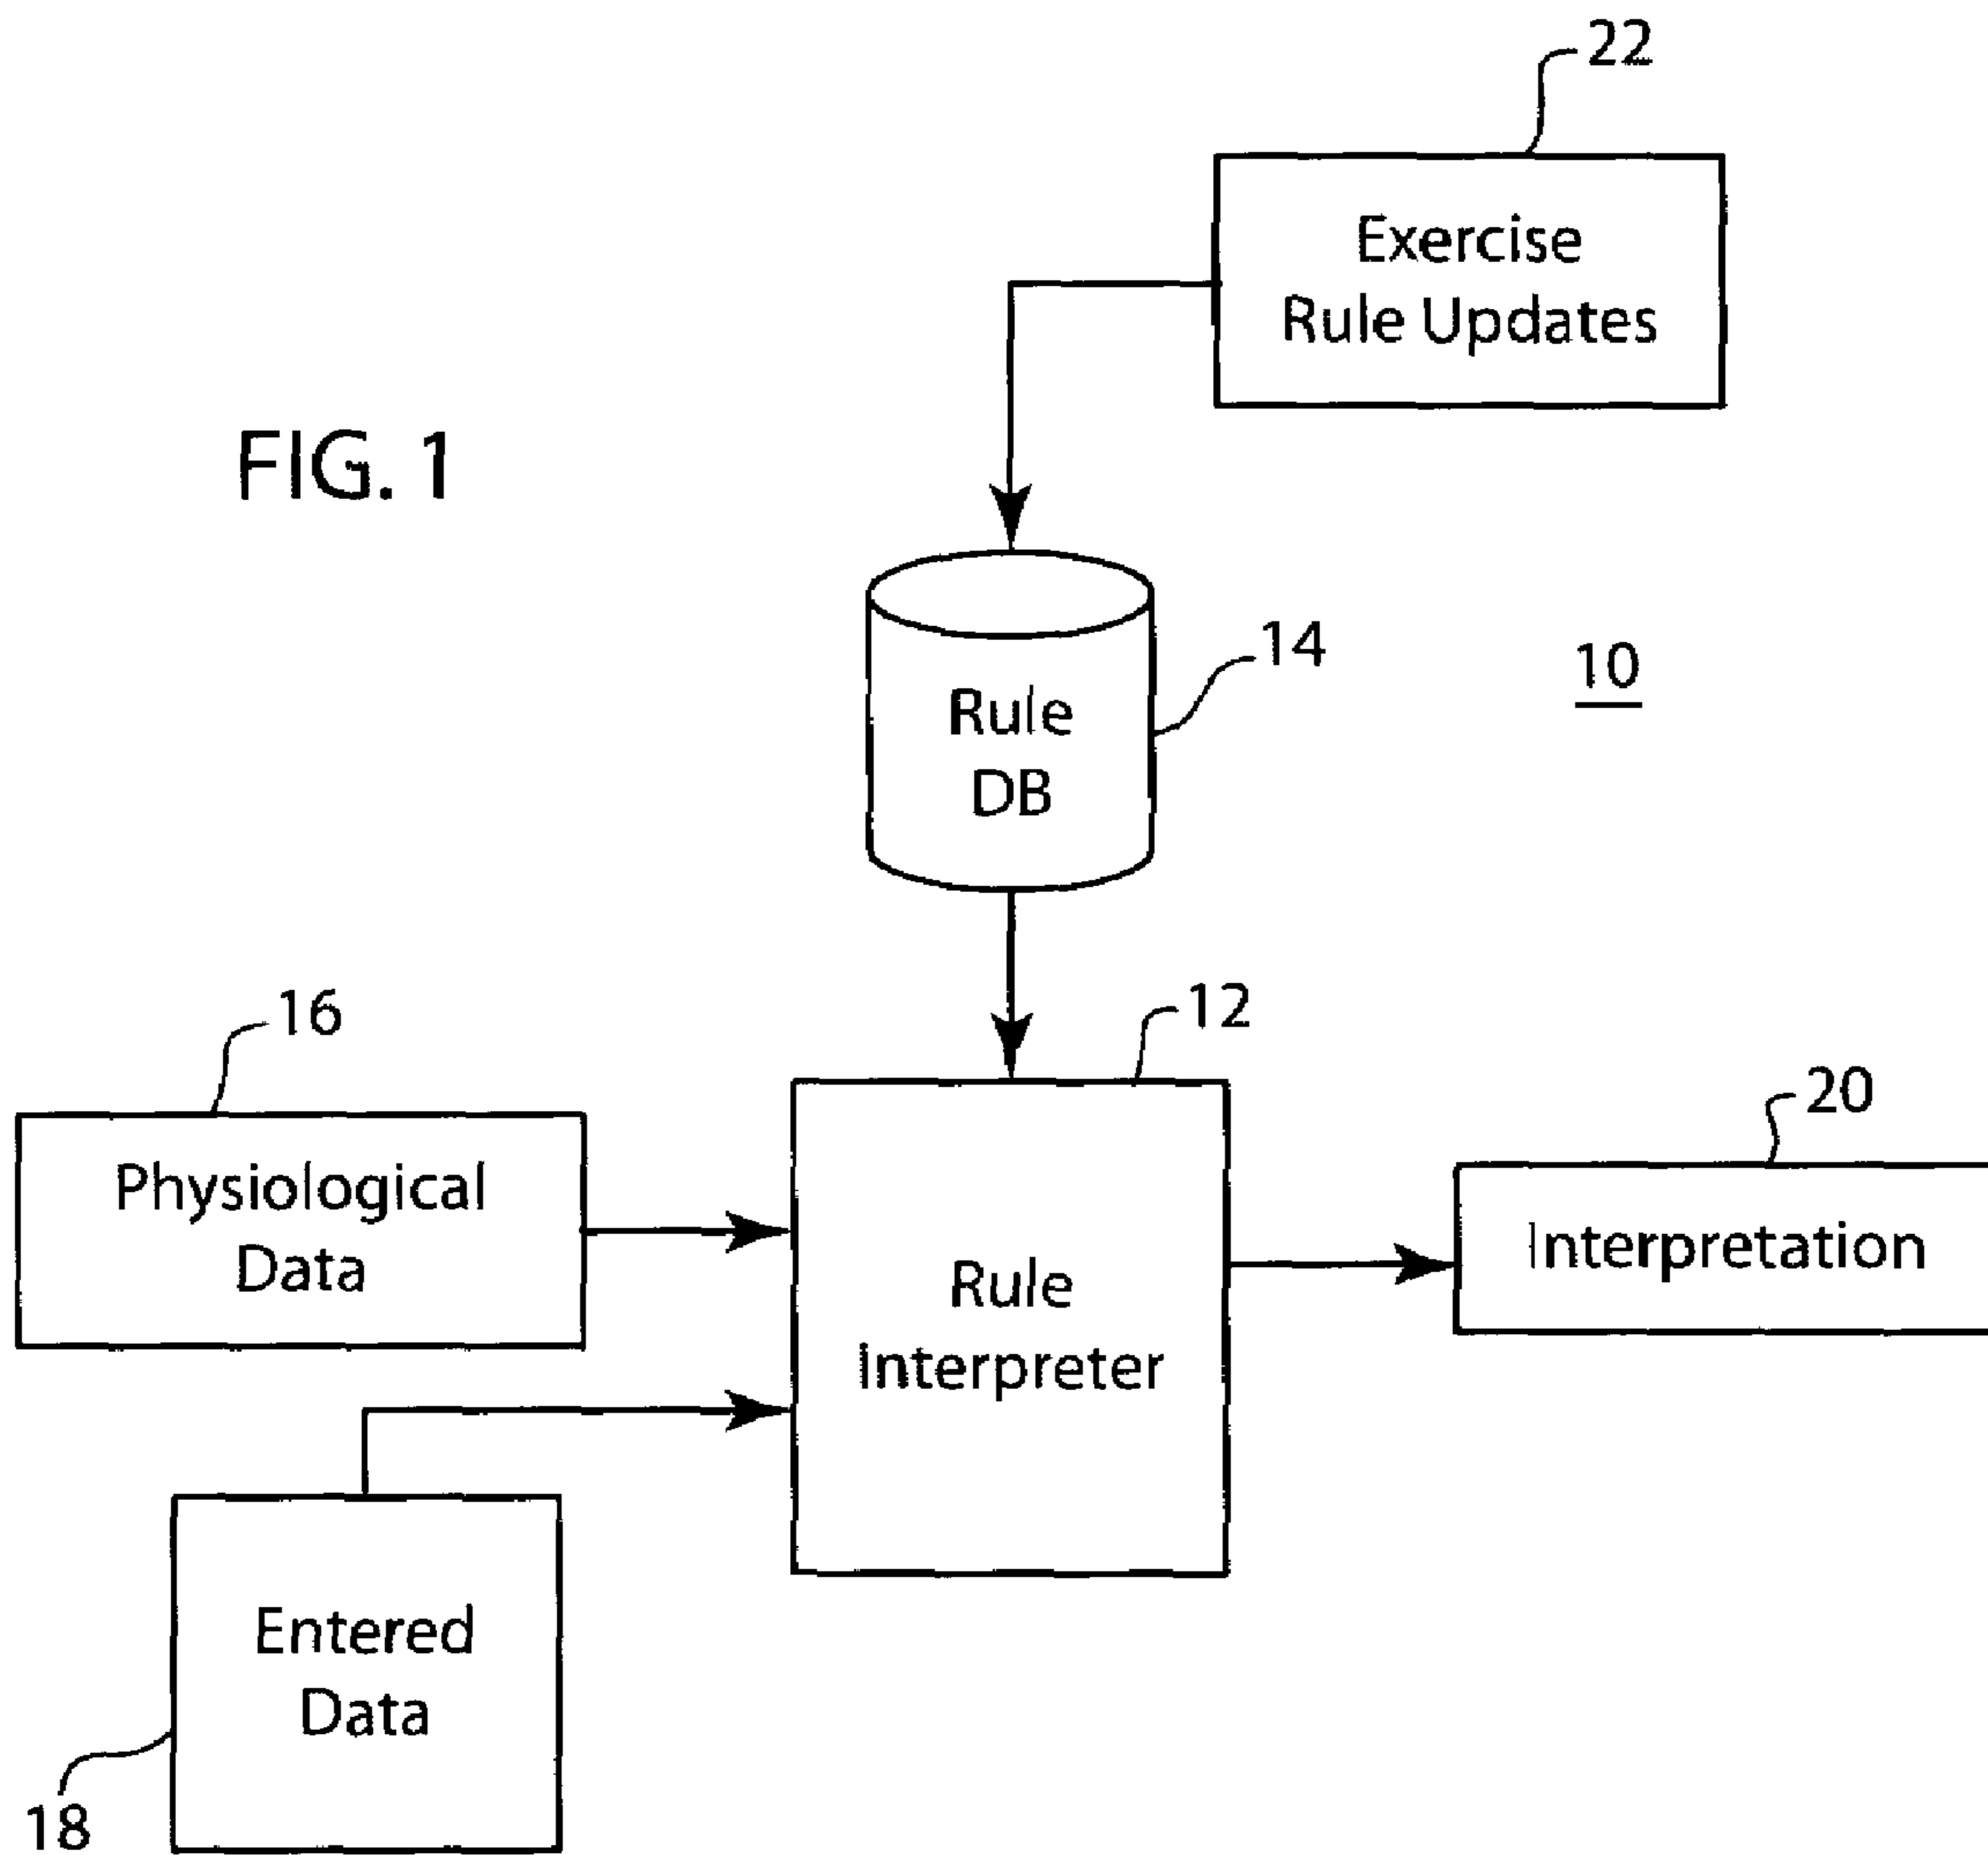 22
Exercise
Rule Updates
FIG. 1
14
10
Rule
DB
16
12
20
Physiological
Data
Rule
Interpreter
Interpretation
Entered
Data
18